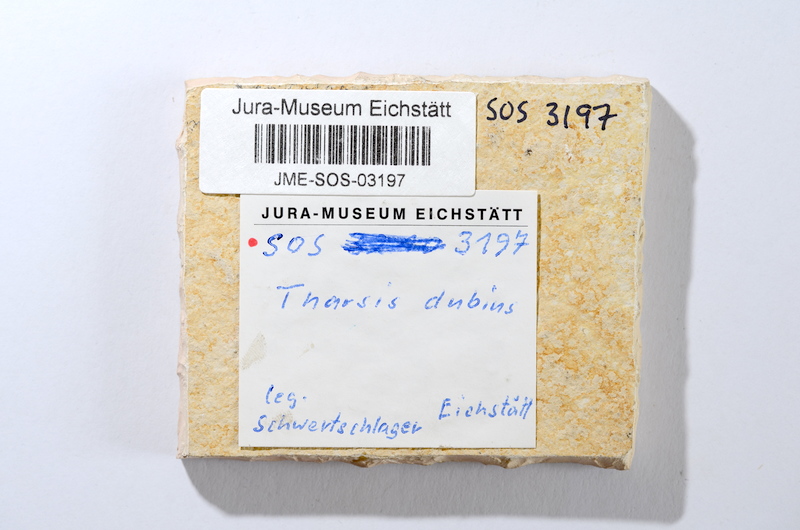 Jura-Museum Eichstätt
JME-SOS-03197
SOS 3197
JURA-MUSEUM EICHSTÄTT
SOS 3197
Tharsis dubius
leg.
Schwertschlager Eichstätt